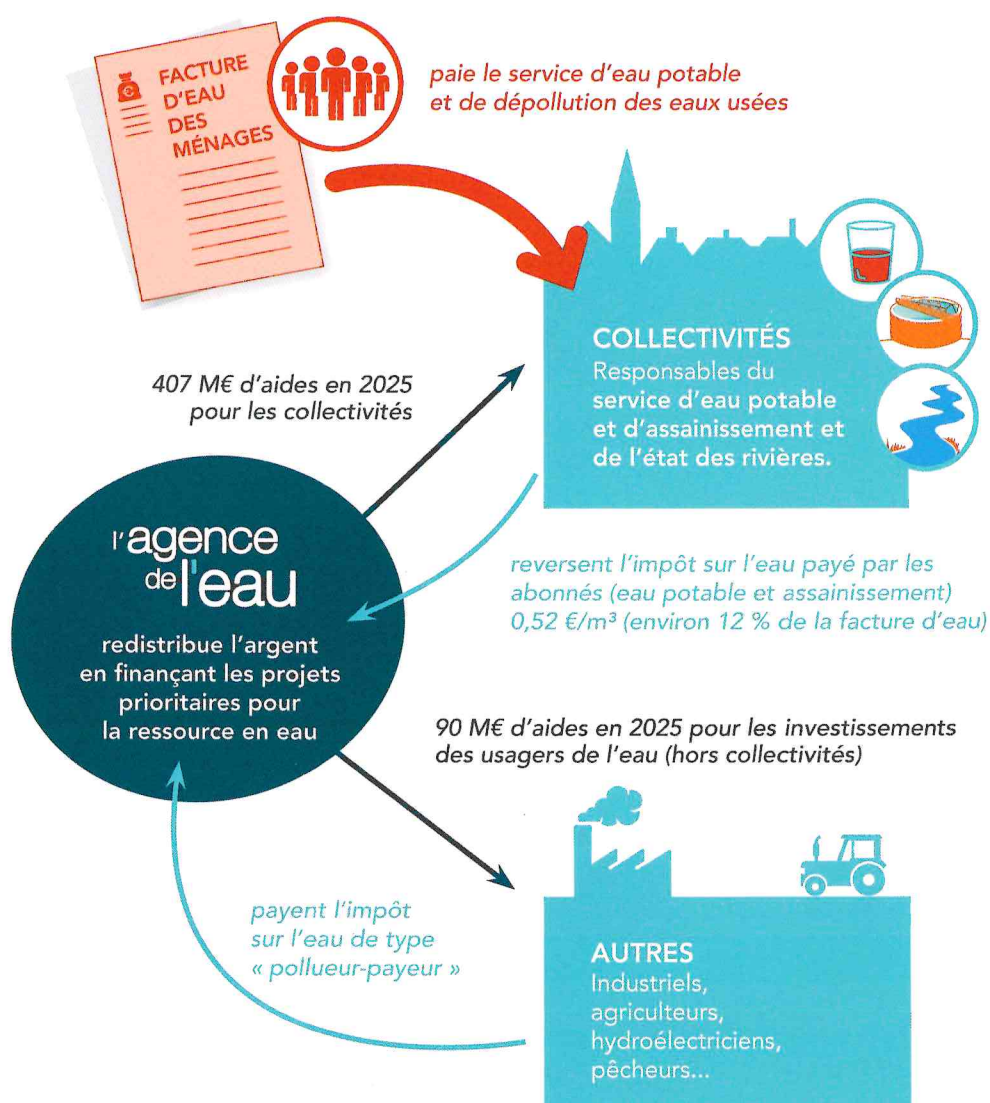 FACTURE
D'EAU
DES
MÉNAGES
paie le service d'eau potable
et de dépollution des eaux usées
COLLECTIVITÉS
Responsables du
service d'eau potable
et d'assainissement et
de l'état des rivières.
407 M€ d'aides en 2025
pour les collectivités
l'agence
de l'eau
redistribue l'argent
en finançant les projets
prioritaires pour
la ressource en eau
reversent l'impôt sur l'eau payé par les
abonnés (eau potable et assainissement)
0,52 €/m³ (environ 12 % de la facture d'eau)
90 M€ d'aides en 2025 pour les investissements
des usagers de l'eau (hors collectivités)
payent l'impôt
sur l'eau de type
« pollueur-payeur »
AUTRES
Industriels,
agriculteurs,
hydroélectriciens,
pêcheurs...